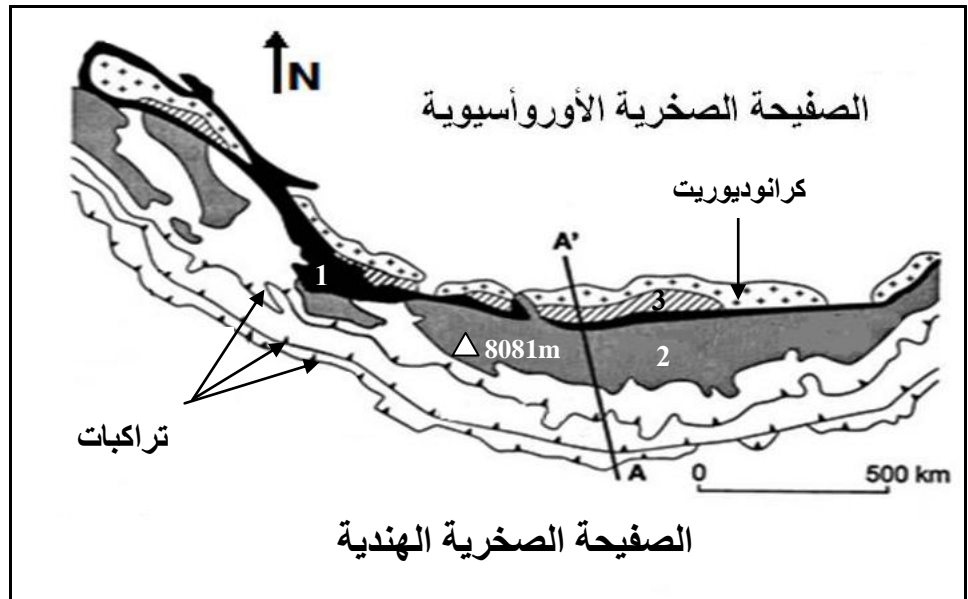 N
الصفيحة الصخرية الأوروأسيوية
كرانوديوريت
A'
1
3
8081m
2
تراكبات
A
0 500 km
الصفيحة الصخرية الهندية